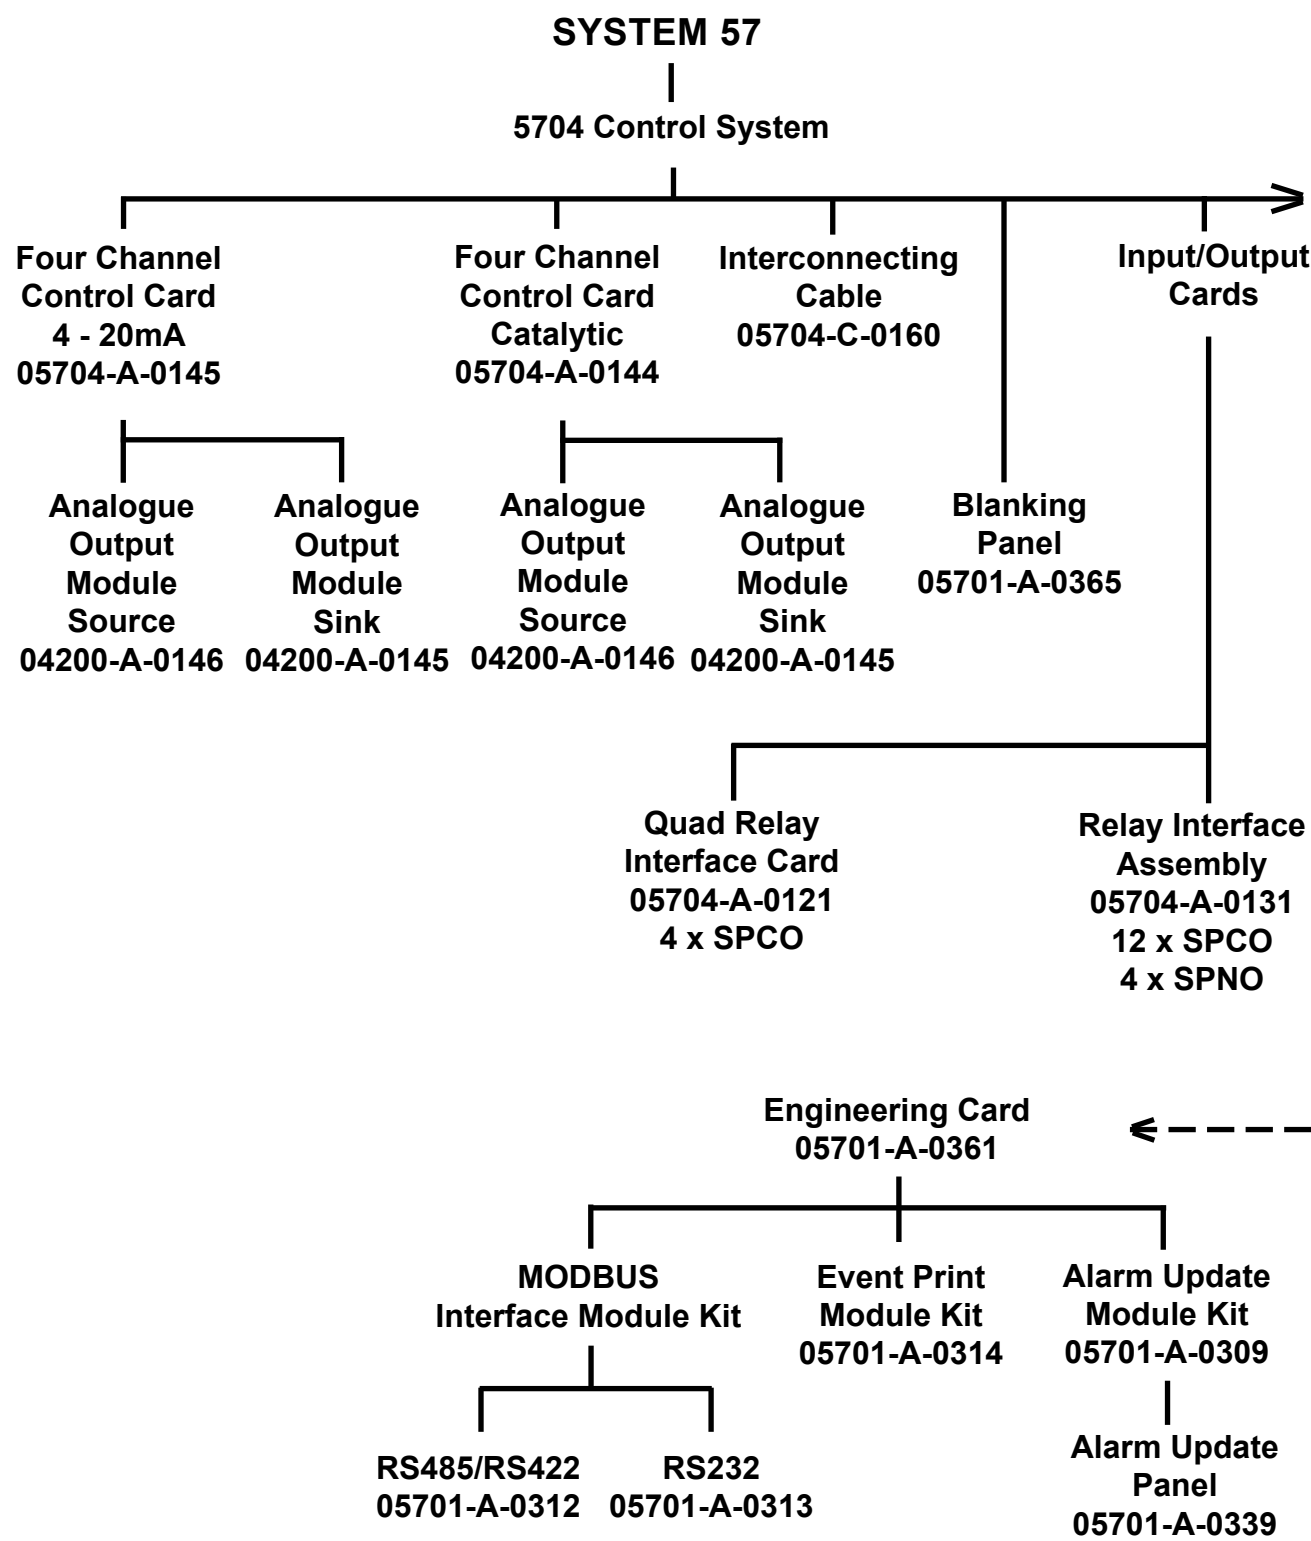 SYSTEM 57
5704 Control System
Four Channel
Control Card
4 - 20mA
05704-A-0145
Four Channel
Control Card
Catalytic
05704-A-0144
Interconnecting
Cable
05704-C-0160
Input/Output
Cards
Analogue
Output
Module
Source
04200-A-0146
Analogue
Output
Module
Sink
04200-A-0145
Analogue
Output
Module
Source
04200-A-0146
Analogue
Output
Module
Sink
04200-A-0145
Blanking
Panel
05701-A-0365
Quad Relay
Interface Card
05704-A-0121
4 x SPCO
Relay Interface
Assembly
05704-A-0131
12 x SPCO
4 x SPNO
Engineering Card
05701-A-0361
MODBUS
Interface Module Kit
Event Print
Module Kit
05701-A-0314
Alarm Update
Module Kit
05701-A-0309
RS485/RS422
05701-A-0312
RS232
05701-A-0313
Alarm Update
Panel
05701-A-0339